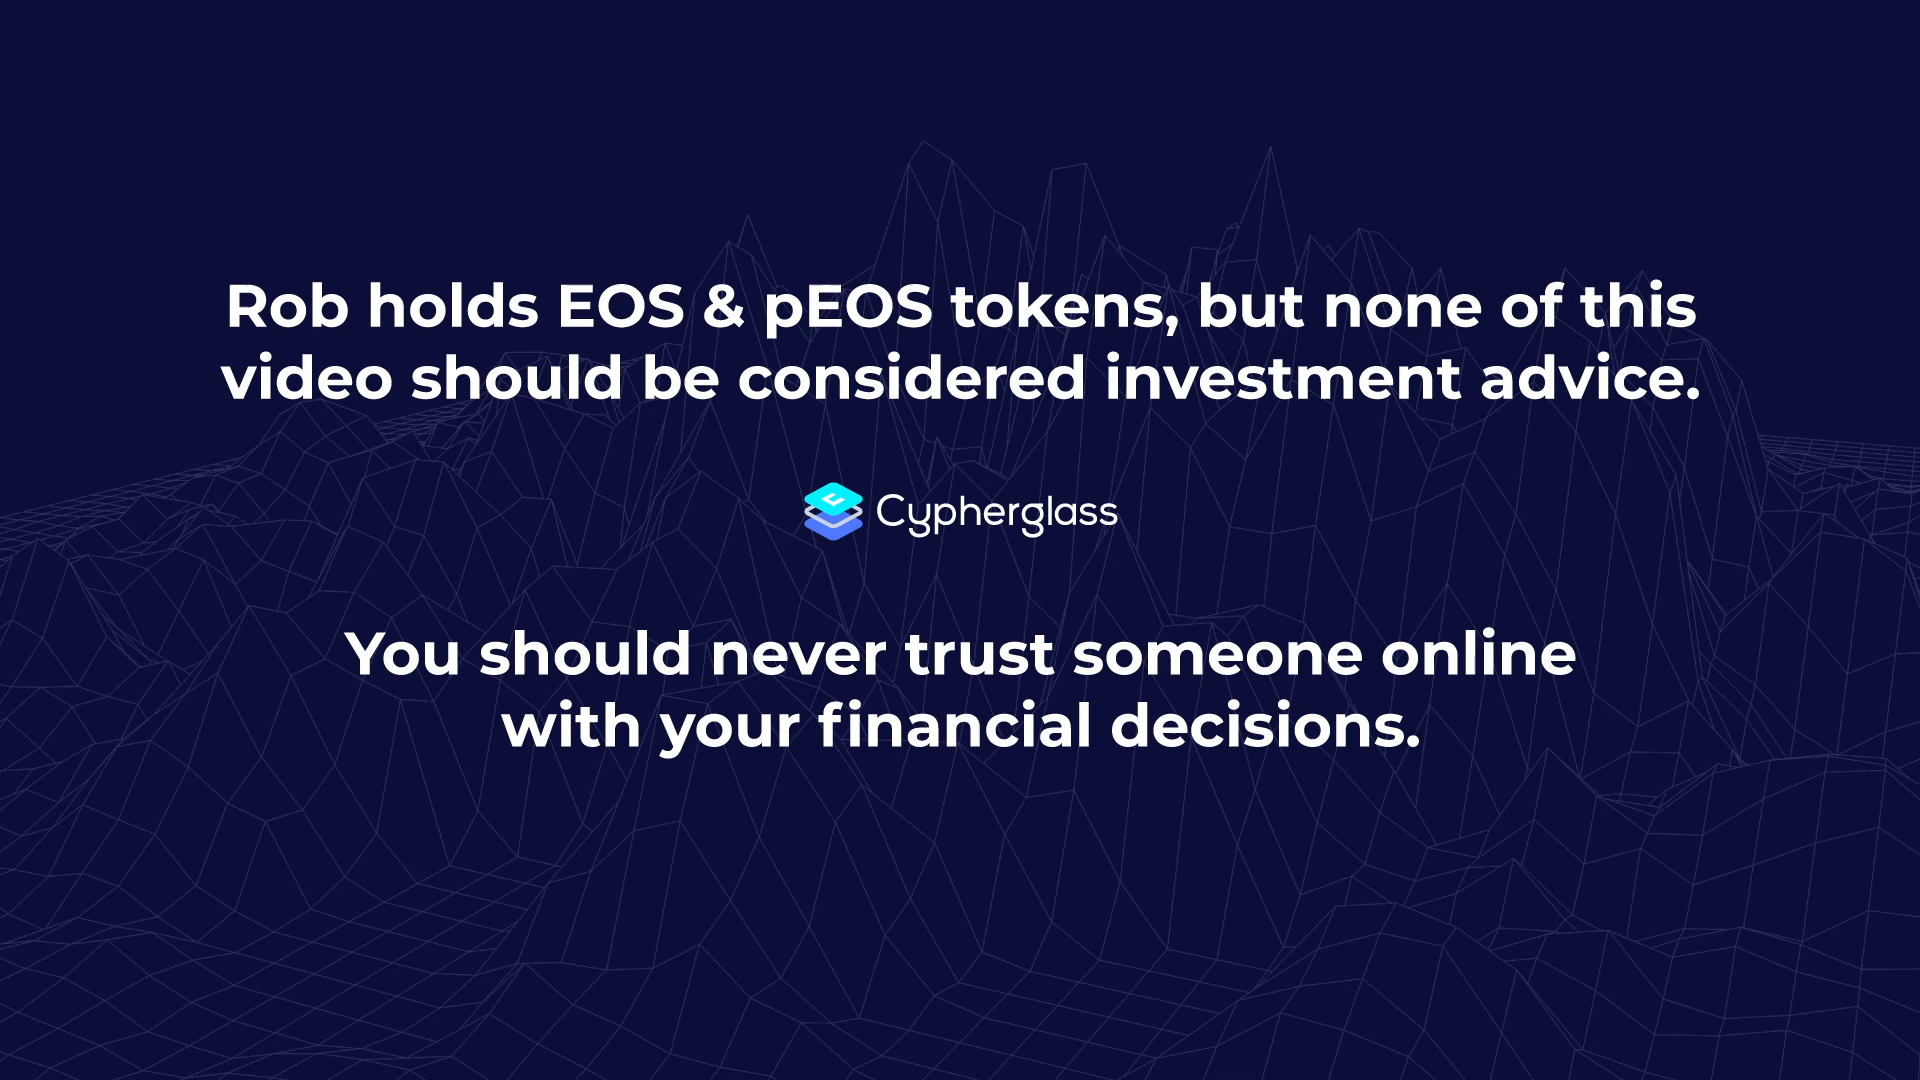 Rob holds EOS & pEOS tokens, but none of this
video should be considered investment advice.
Cypherglass
You should never trust someone online
with your financial decisions.